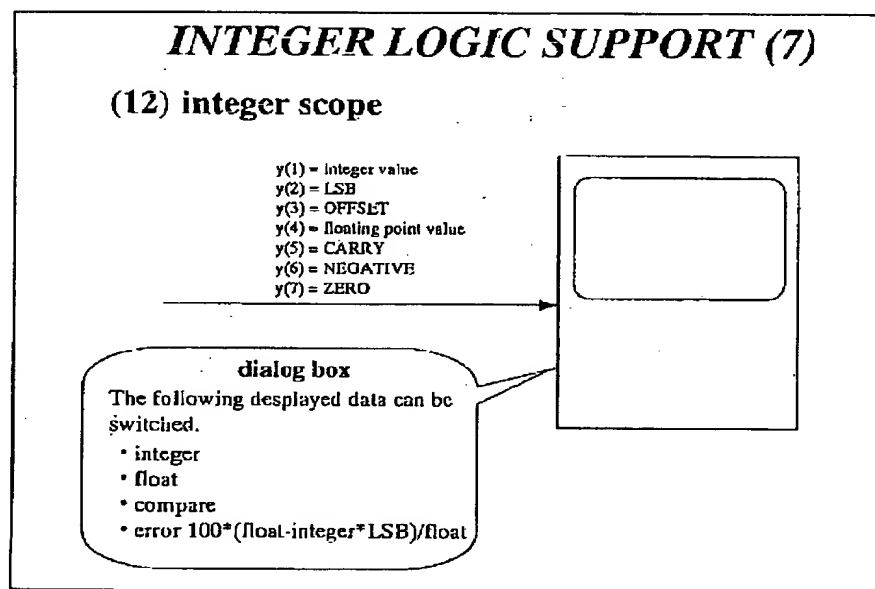 INTEGER LOGIC SUPPORT (7)
(12) integer scope
y(1) = integer value
y(2) = LSB
y(3) = OFFSET
y(4) = floating point value
y(5) = CARRY
y(6) = NEGATIVE
y(7) = ZERO
dialog box
The following desplayed data can be
switched.
• integer
• float
• compare
• error 100*(float-integer*LSB)/float